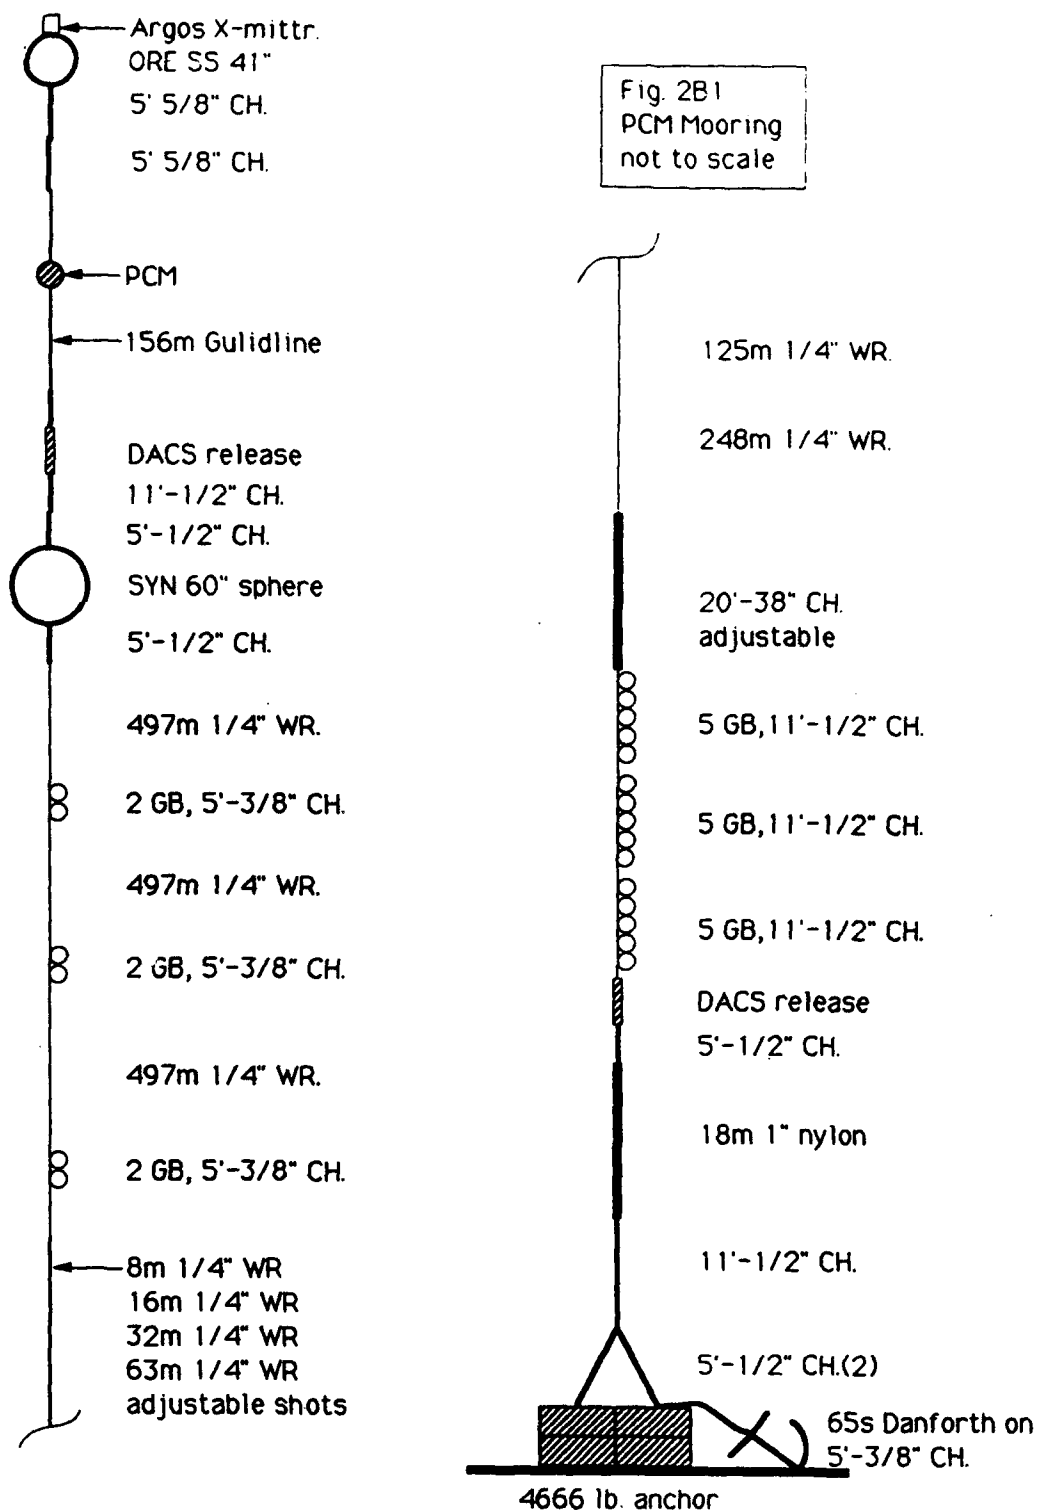 Argos X-mittr.
ORE SS 41"
5' 5/8" CH.
5' 5/8" CH.
PCM
156m Gulidline
DACS release
11'-1/2" CH.
5'-1/2" CH.
SYN 60" sphere
5'-1/2" CH.
497m 1/4" WR.
2 GB, 5'-3/8" CH.
497m 1/4" WR.
2 GB, 5'-3/8" CH.
497m 1/4" WR.
2 GB, 5'-3/8" CH.
8m 1/4" WR
16m 1/4" WR
32m 1/4" WR
63m 1/4" WR
adjustable shots
Fig. 2B1
PCM Mooring
not to scale
125m 1/4" WR.
248m 1/4" WR.
20'-38" CH.
adjustable
5 GB,11'-1/2" CH.
5 GB,11'-1/2" CH.
5 GB,11'-1/2" CH.
DACS release
5'-1/2" CH.
18m 1" nylon
11'-1/2" CH.
5'-1/2" CH.(2)
65s Danforth on
5'-3/8" CH.
4666 lb. anchor